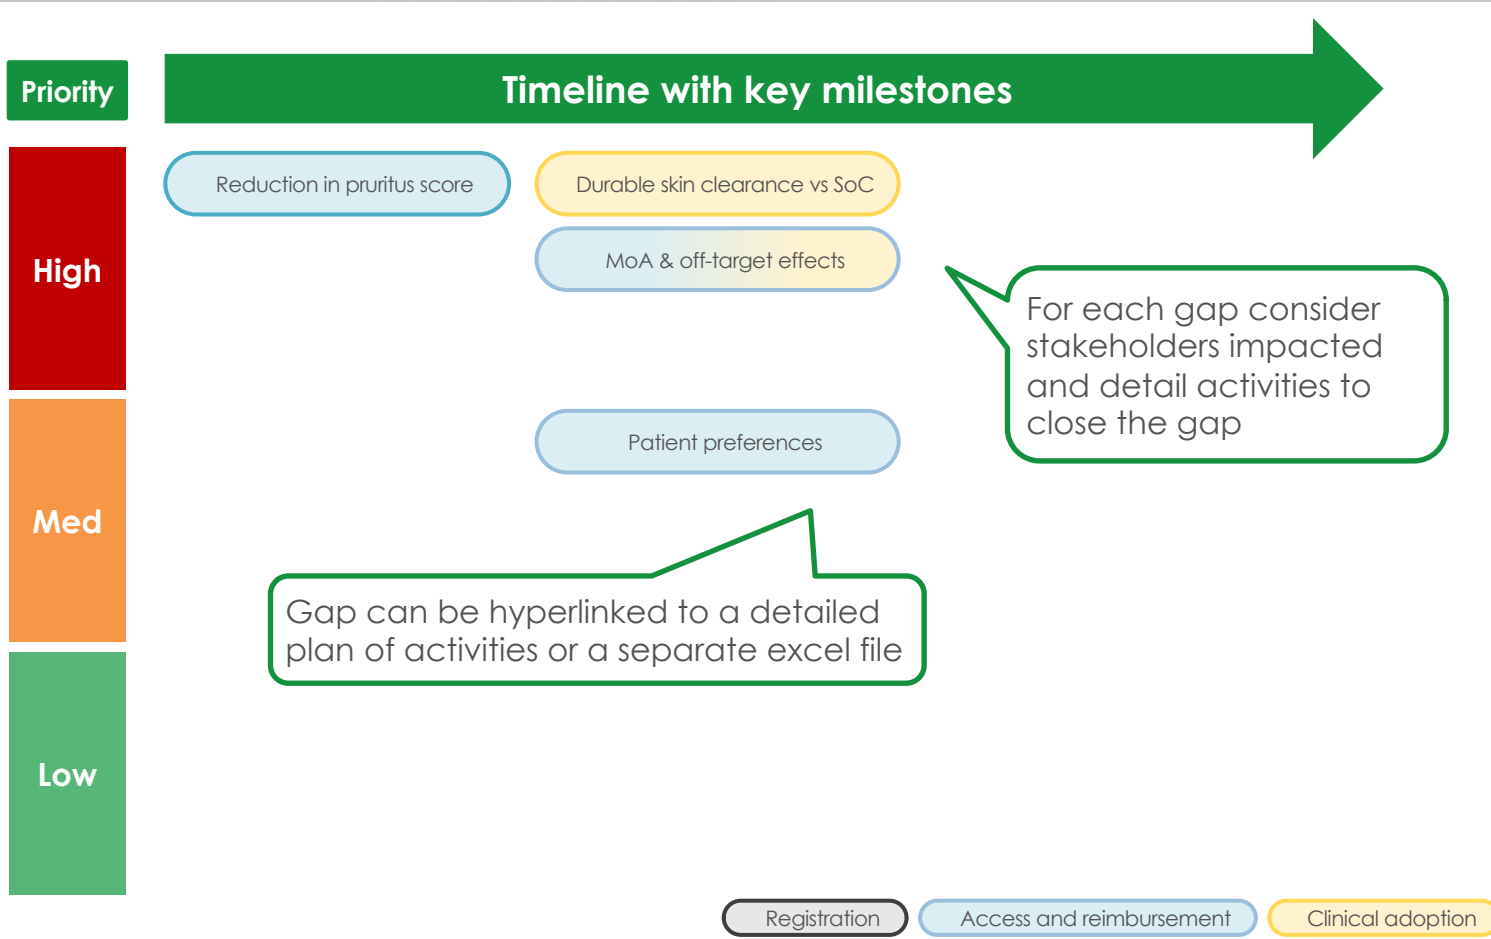 Priority
Timeline with key milestones
High
Reduction in pruritus score
Durable skin clearance vs SoC
MoA & off-target effects
For each gap consider
stakeholders impacted
and detail activities to
close the gap
Med
Patient preferences
Gap can be hyperlinked to a detailed
plan of activities or a separate excel file
Low
Registration
Access and reimbursement
Clinical adoption